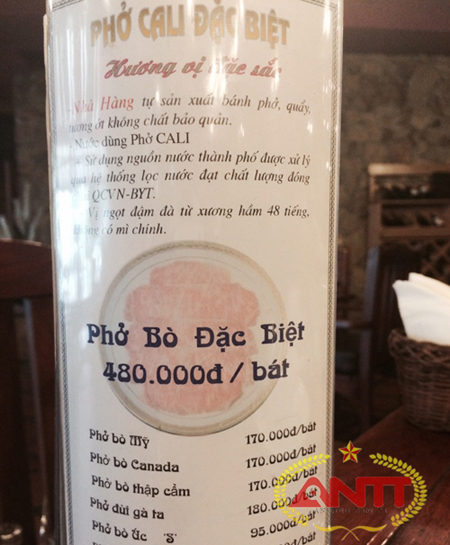 PHỞ CALI ĐẶC BIỆT
Hương vị đặc sắc
Nhà Hàng tự sản xuất bánh phở, quẩy,
tương ớt không chất bảo quản.
- Nước dùng Phở CALI
- Sử dụng nguồn nước thành phố được xử lý
qua hệ thống lọc nước đạt chất lượng đóng
QCVN-BYT.
Vị ngọt đậm đà từ xương hầm 48 tiếng,
không có mì chính.
Phở Bò Đặc Biệt
480.000đ / bát
Phở bò Mỹ 170.000đ/bát
Phở bò Canada 170.000đ/bát
Phở bò thập cẩm 170.000đ/bát
Phở đùi gà ta 180.000đ/bát
Phở bò Úc "S" 95.000đ/bát
ANTT